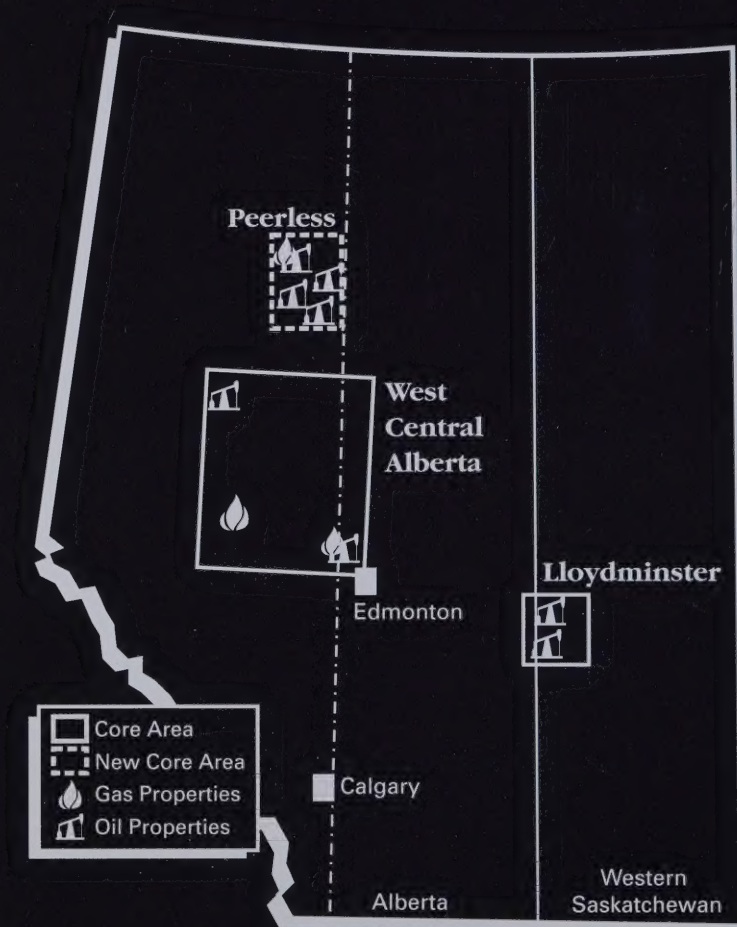 Peerless
West
Central
Alberta
Lloydminster
Edmonton
Core Area
New Core Area
Gas Properties
Oil Properties
Calgary
Alberta
Western
Saskatchewan